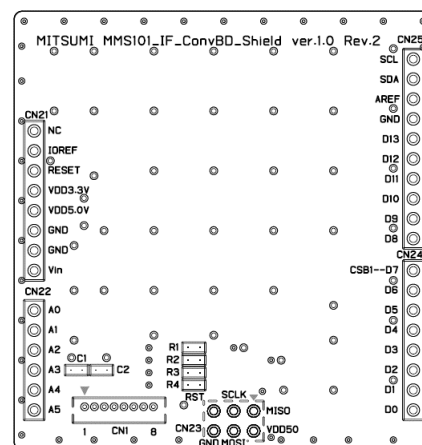 MITSUMI MMS101_IF_ConvBD_Shield ver.1.0 Rev.2
CN25
SCL
SDA
AREF
GND
D13
D12
D11
D10
D9
D8
CN21
NC
IOREF
RESET
VDD3.3V
VDD5.0V
GND
GND
Vin
CN24
CSB1--D7
D6
D5
D4
D3
D2
D1
D0
CN22
A0
A1
A2
A3
A4
A5
C1
C2
R1
R2
R3
R4
1 CN1 8
RST SCLK
MISO
CN23
VDD50
GND MOSI